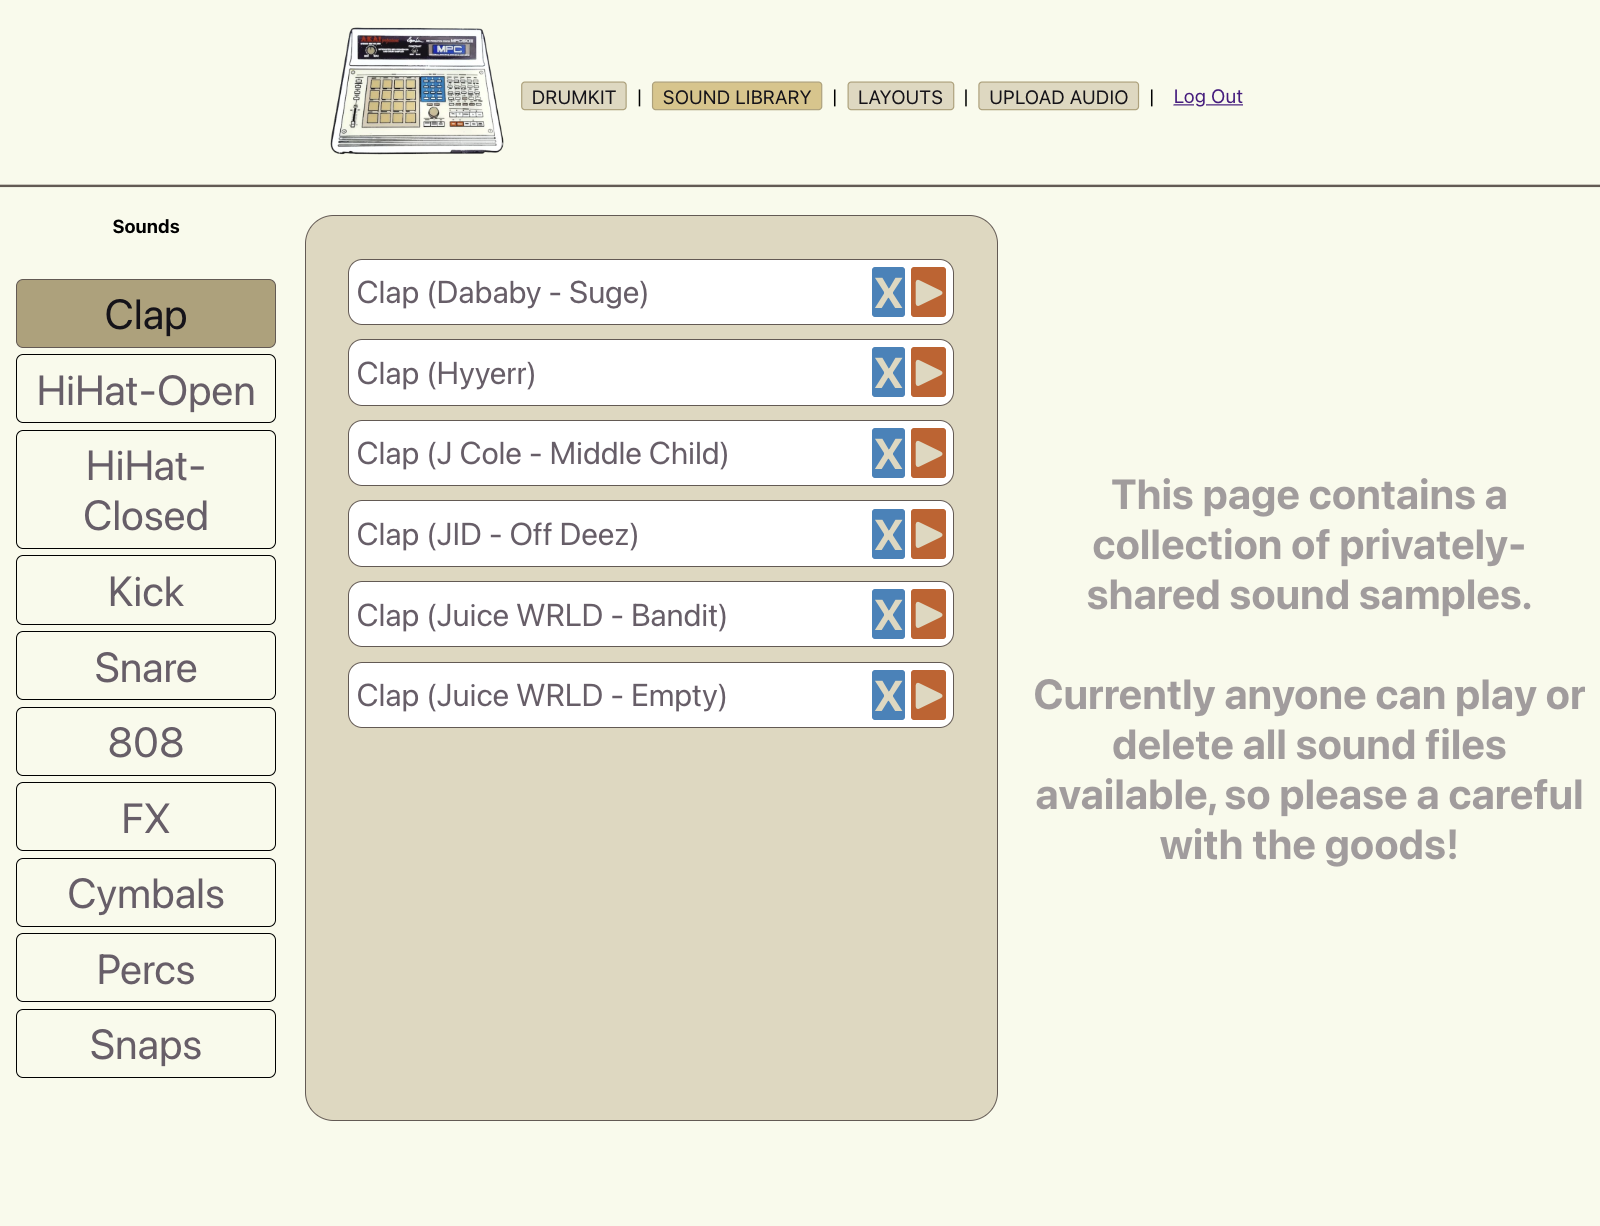 AKAI
MPC
DRUMKIT | SOUND LIBRARY | LAYOUTS | UPLOAD AUDIO | Log Out
Sounds
Clap
HiHat-Open
HiHat-
Closed
Kick
Snare
808
FX
Cymbals
Percs
Snaps
Clap (Dababy - Suge) X
Clap (Hyyerr) X
Clap (J Cole - Middle Child) X
Clap (JID - Off Deez) X
Clap (Juice WRLD - Bandit) X
Clap (Juice WRLD - Empty) X
This page contains a
collection of privately-
shared sound samples.
Currently anyone can play or
delete all sound files
available, so please a careful
with the goods!